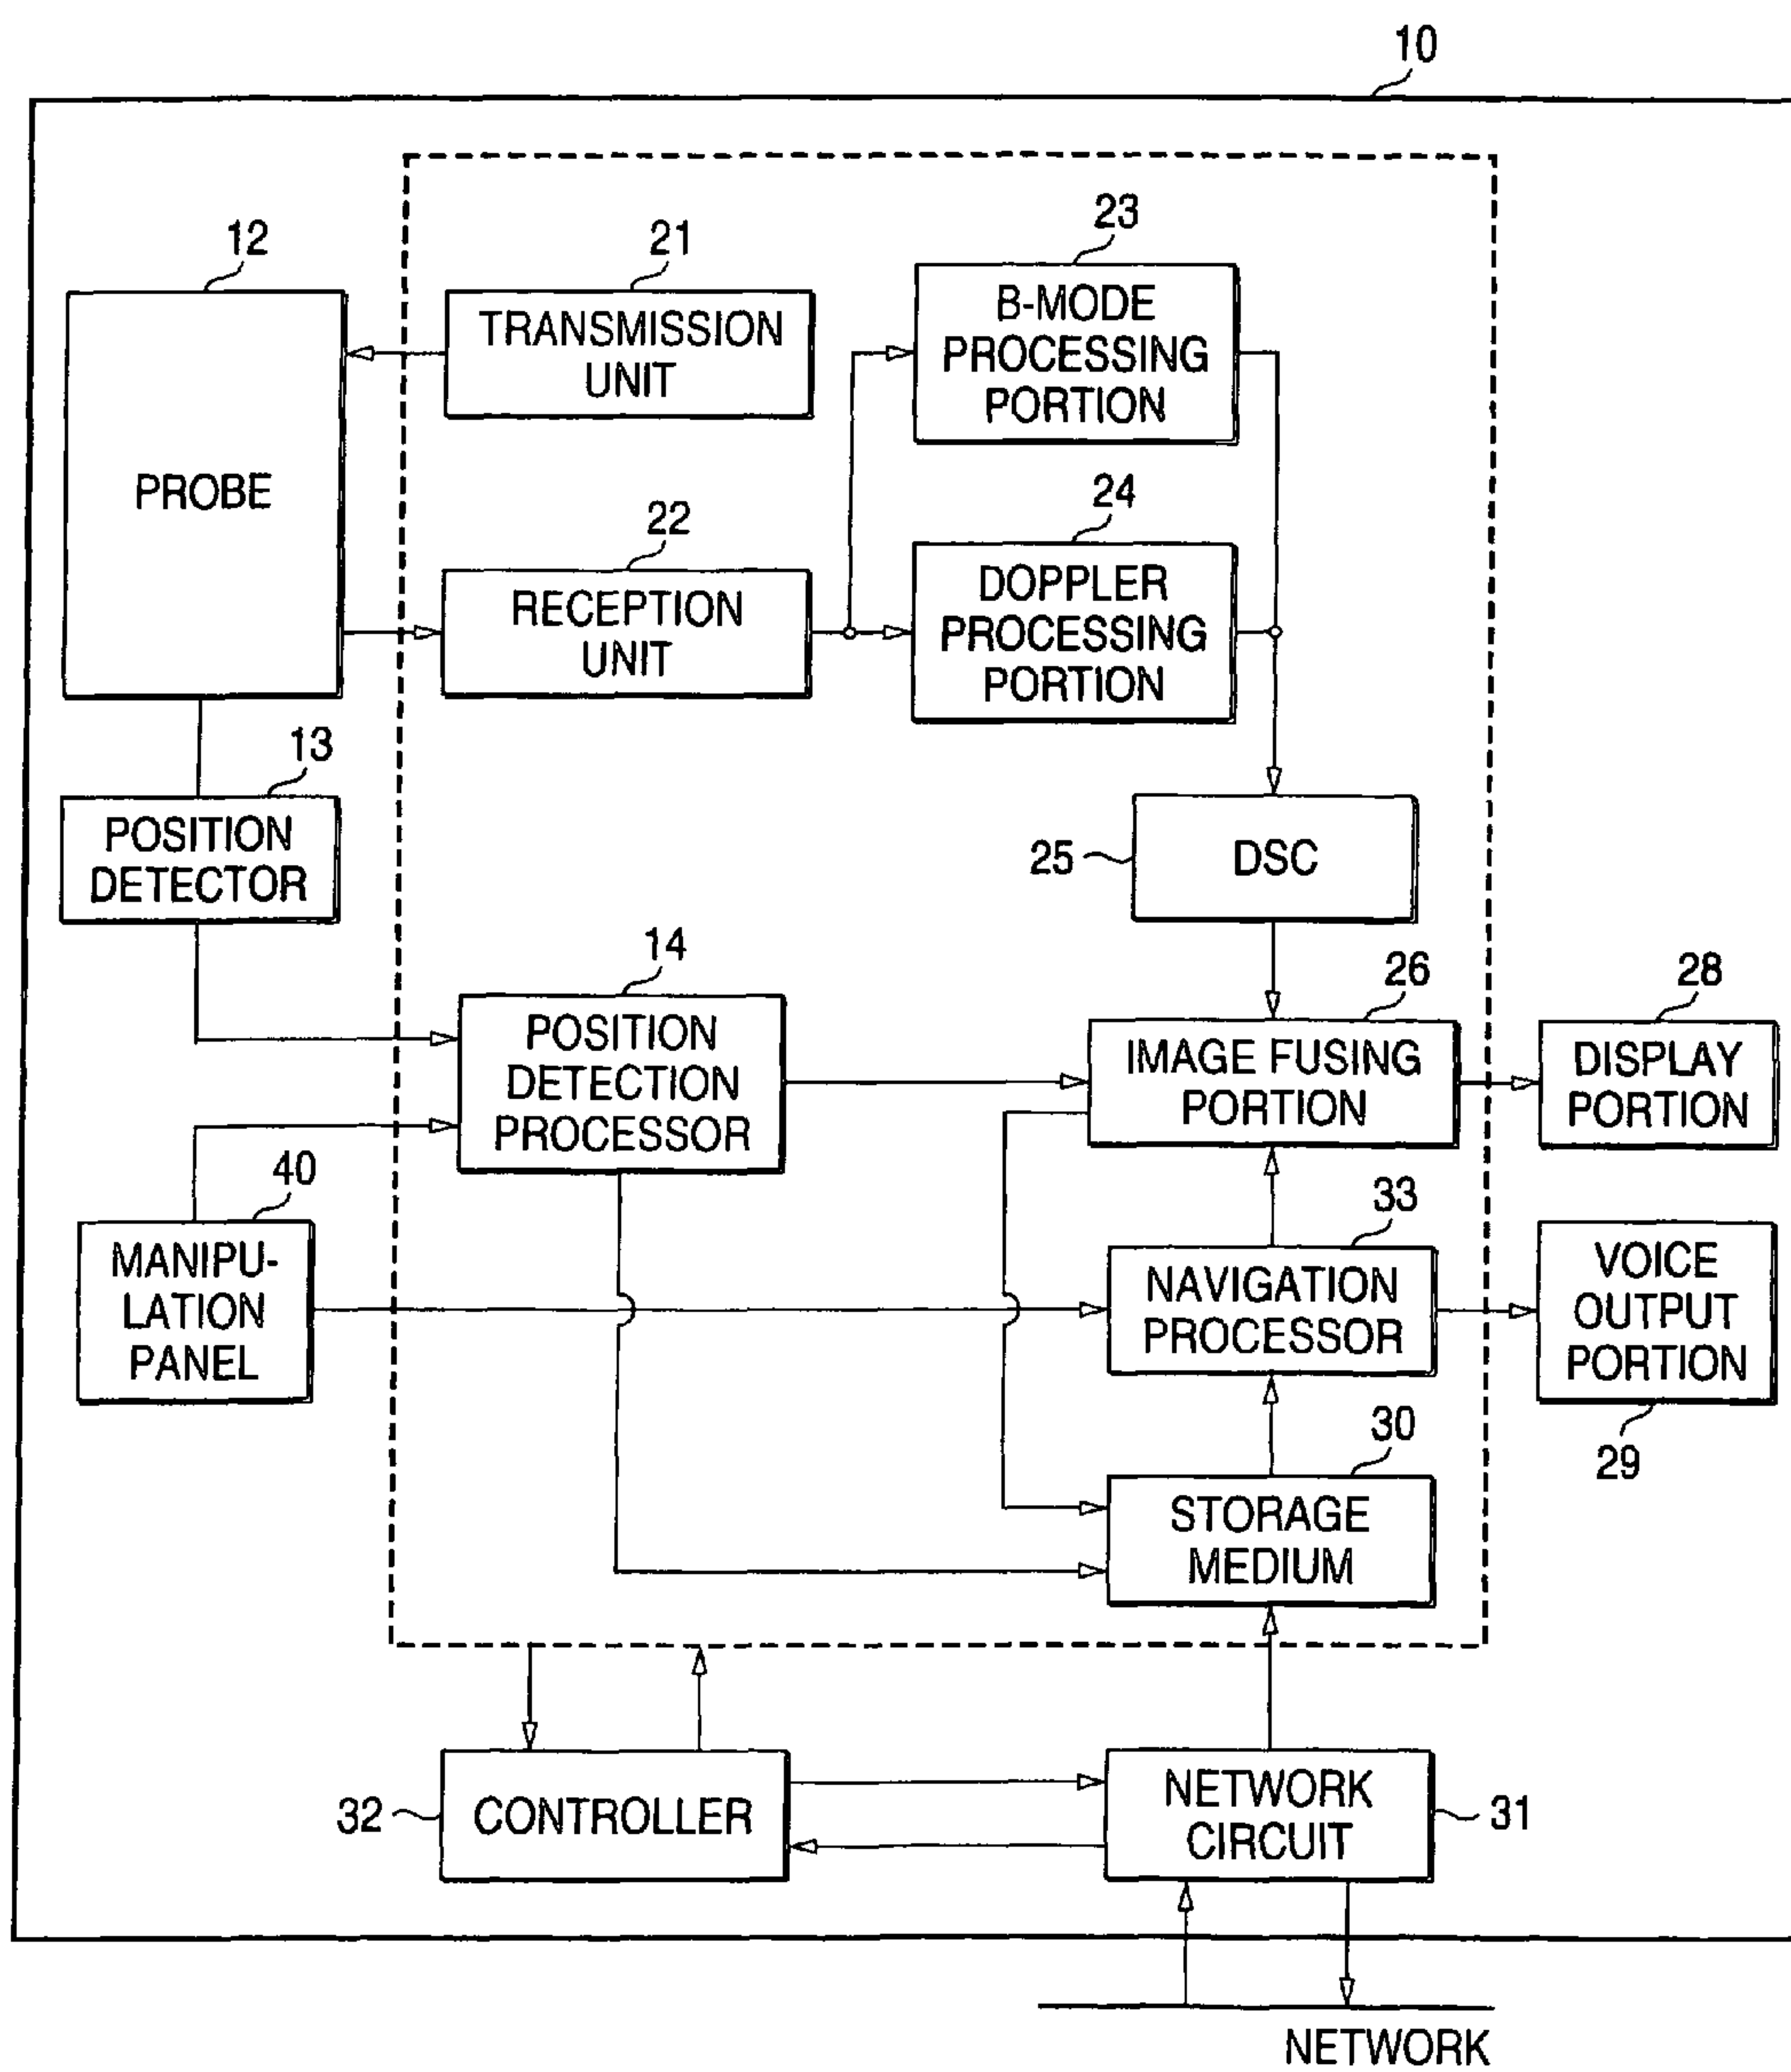 10
12
21
23
PROBE
TRANSMISSION
UNIT
B-MODE
PROCESSING
PORTION
22
24
RECEPTION
UNIT
DOPPLER
PROCESSING
PORTION
13
POSITION
DETECTOR
25
DSC
14
POSITION
DETECTION
PROCESSOR
26
IMAGE FUSING
PORTION
28
DISPLAY
PORTION
40
MANIPU-
LATION
PANEL
33
NAVIGATION
PROCESSOR
VOICE
OUTPUT
PORTION
29
30
STORAGE
MEDIUM
32
CONTROLLER
NETWORK
CIRCUIT
31
NETWORK